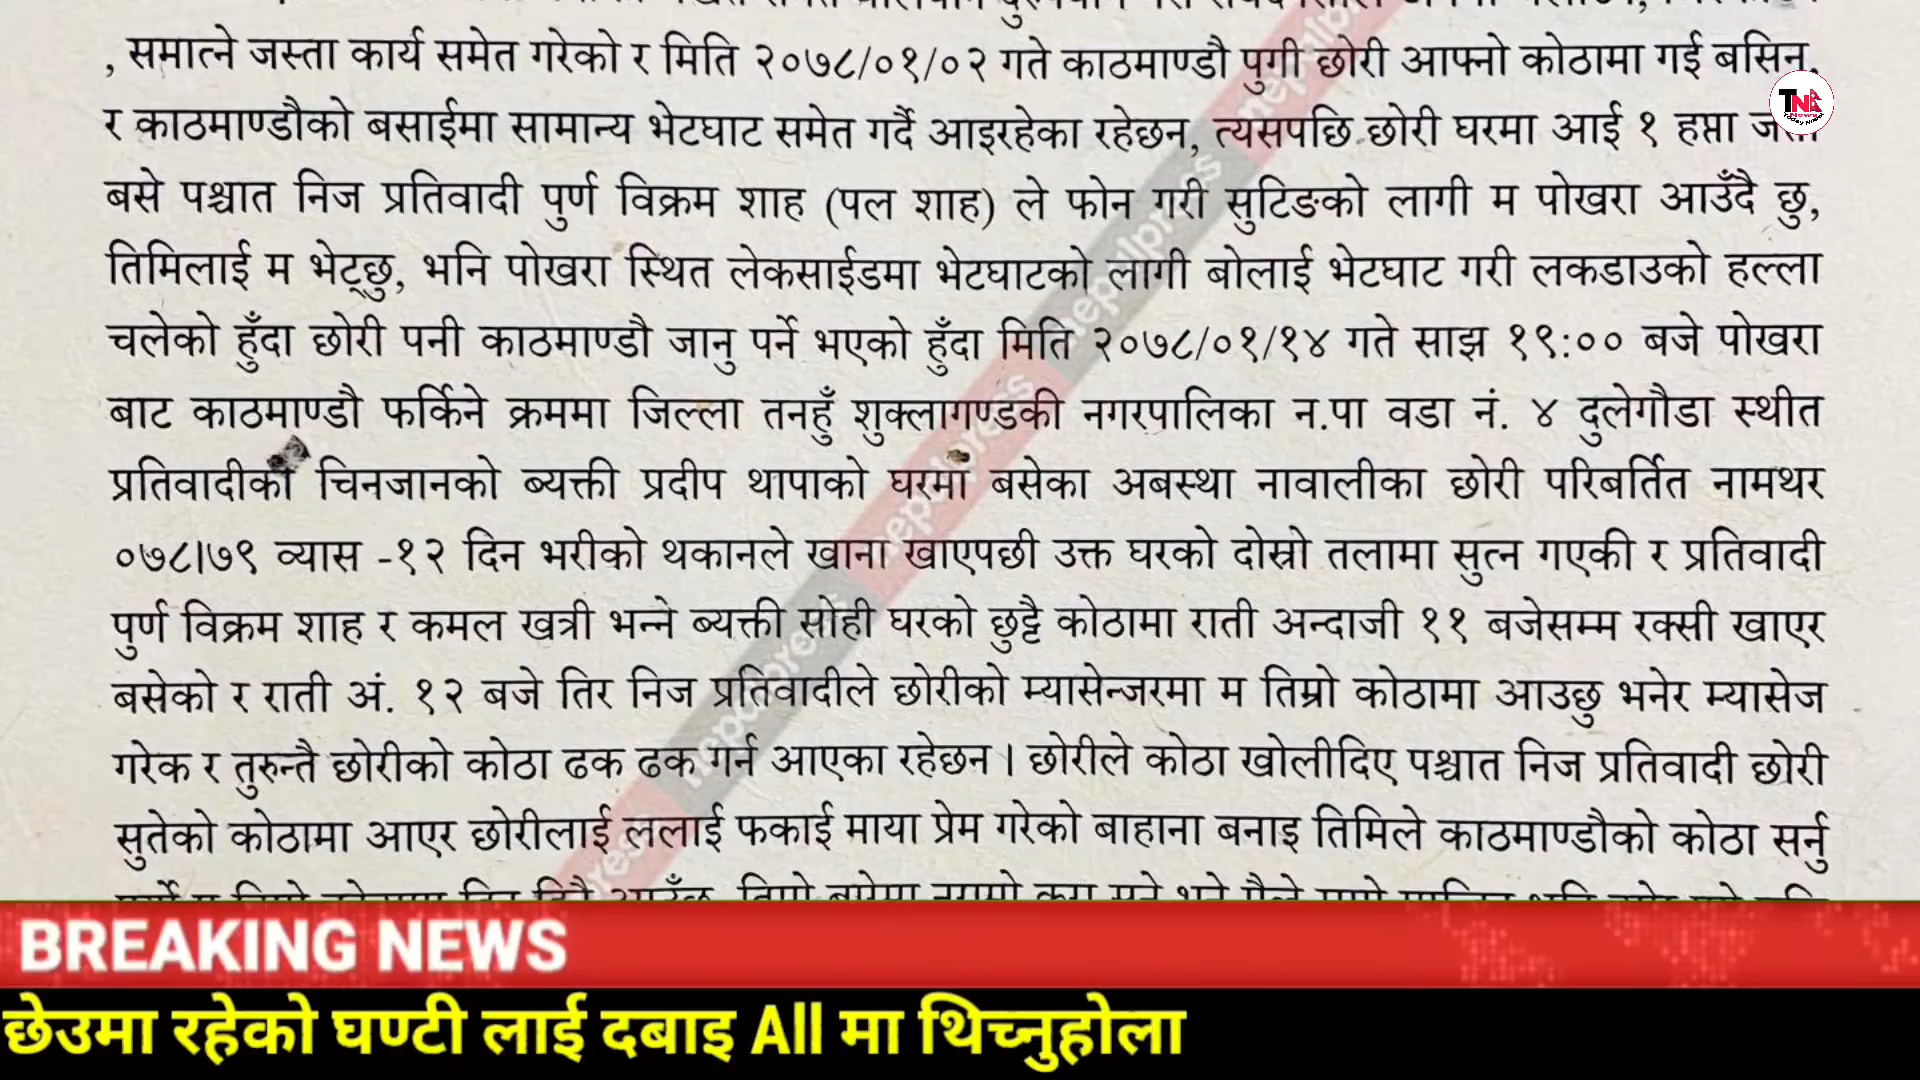 , समात्ने जस्ता कार्य समेत गरेको र मिति २०७८/०१/०२ गते काठमाण्डौ पुगी छोरी आफ्नो कोठामा गई बसिन्,
र काठमाण्डौको बसाईमा सामान्य भेटघाट समेत गर्दै आइरहेका रहेछन, त्यसपछि छोरी घरमा आई १ हप्ता
TNA News
बसे पश्चात निज प्रतिवादी पुर्ण विक्रम शाह (पल शाह) ले फोन गरी सुटिङको लागी म पोखरा आउँदै छु,
तिमिलाई म भेट्छु, भनि पोखरा स्थित लेकसाईडमा भेटघाटको लागी बोलाई भेटघाट गरी लकडाउको हल्ला
चलेको हुँदा छोरी पनी काठमाण्डौ जानु पर्ने भएको हुँदा मिति २०७८/०१/१४ गते साझ १९:०० बजे पोखरा
बाट काठमाण्डौ फर्किने क्रममा जिल्ला तनहुँ शुक्लागण्डकी नगरपालिका न.पा वडा नं. ४ दुलेगौडा स्थीत
प्रतिवादीको चिनजानको ब्यक्ती प्रदीप थापाको घरमा बसेका अबस्था नावालीका छोरी परिबर्तित नामथर
०७८।७९ व्यास -१२ दिन भरीको थकानले खाना खाएपछी उक्त घरको दोस्रो तलामा सुत्न गएकी र प्रतिवादी
पुर्ण विक्रम शाह र कमल खत्री भन्ने ब्यक्ती सोही घरको छुट्टै कोठामा राती अन्दाजी ११ बजेसम्म रक्सी खाएर
बसेको र राती अं. १२ बजे तिर निज प्रतिवादीले छोरीको म्यासेन्जरमा म तिम्रो कोठामा आउछु भनेर म्यासेज
गरेक र तुरुन्तै छोरीको कोठा ढक ढक गर्न आएका रहेछन । छोरीले कोठा खोलीदिए पश्चात निज प्रतिवादी छोरी
सुतेको कोठामा आएर छोरीलाई ललाई फकाई माया प्रेम गरेको बाहाना बनाइ तिमिले काठमाण्डौको कोठा सर्नु
nepalpress nepalpress nepalpress nepalpress nepalpress
BREAKING NEWS
छेउमा रहेको घण्टी लाई दबाइ All मा थिच्नुहोला